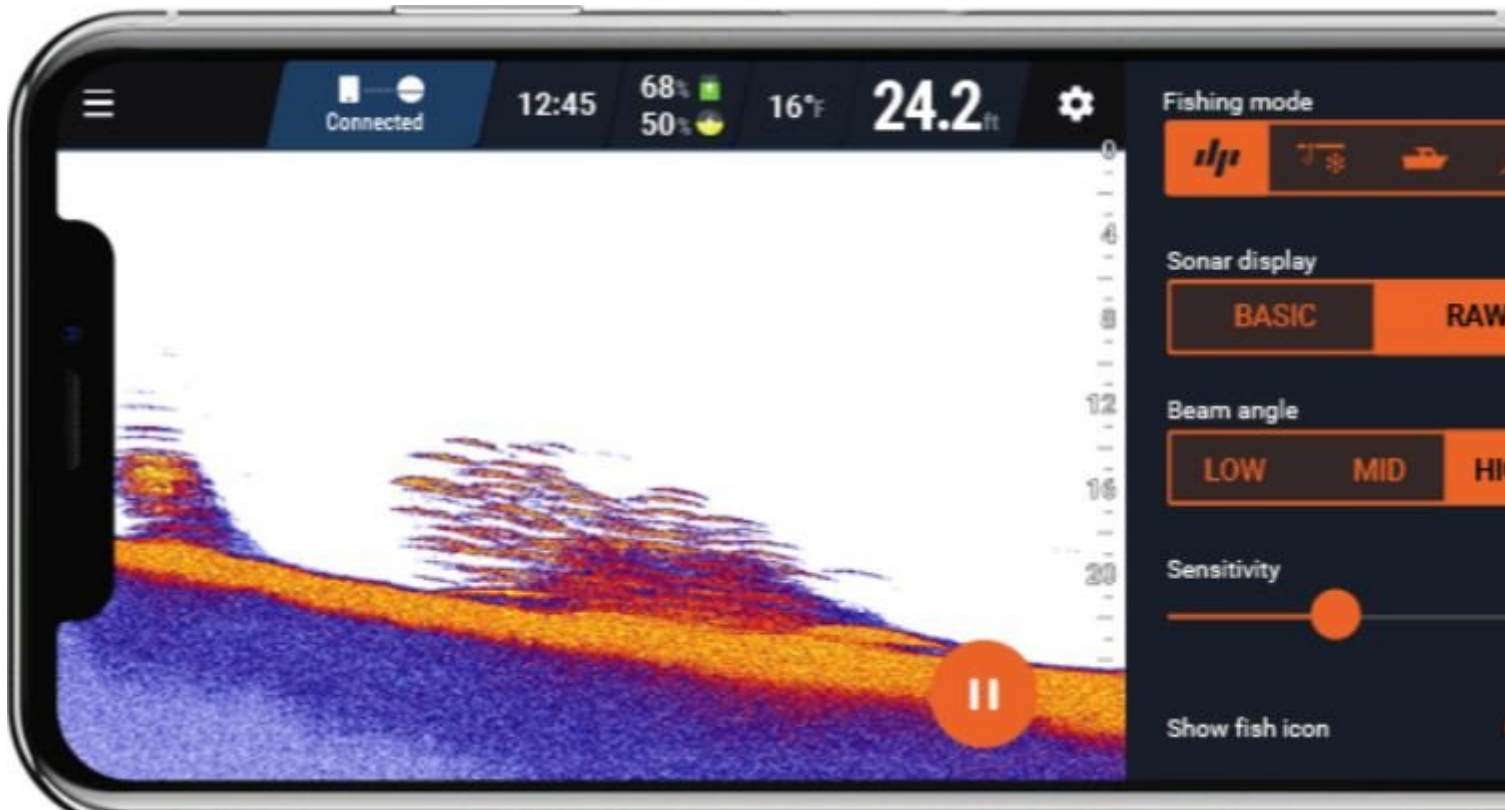 Connected
12:45
68%
50%
16°F
24.2ft
Fishing mode
Sonar display
BASIC
RAW
Beam angle
LOW
MID
Sensitivity
Show fish icon
0
4
8
12
16
20